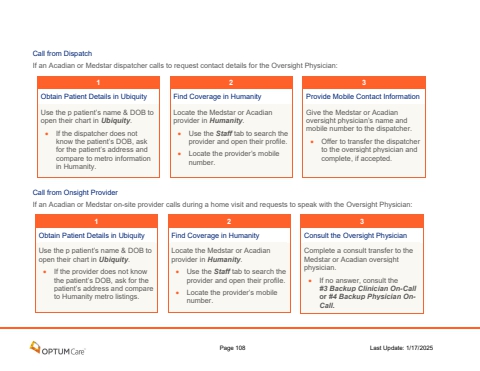 Call from Dispatch
If an Acadian or Medstar dispatcher calls to request contact details for the Oversight Physician:
1
Obtain Patient Details in Ubiquity
Use the p patient's name & DOB to
open their chart in Ubiquity.
• If the dispatcher does not
know the patient's DOB, ask
for the patient's address and
compare to metro information
in Humanity.
2
Find Coverage in Humanity
Locate the Medstar or Acadian
provider in Humanity.
• Use the Staff tab to search the
provider and open their profile.
• Locate the provider's mobile
number.
3
Provide Mobile Contact Information
Give the Medstar or Acadian
oversight physician's name and
mobile number to the dispatcher.
• Offer to transfer the dispatcher
to the oversight physician and
complete, if accepted.
Call from Onsight Provider
If an Acadian or Medstar on-site provider calls during a home visit and requests to speak with the Oversight Physician:
1
Obtain Patient Details in Ubiquity
Use the p patient's name & DOB to
open their chart in Ubiquity.
• If the provider does not know
the patient's DOB, ask for the
patient's address and compare
to Humanity metro listings.
2
Find Coverage in Humanity
Locate the Medstar or Acadian
provider in Humanity.
• Use the Staff tab to search the
provider and open their profile.
• Locate the provider's mobile
number.
3
Consult the Oversight Physician
Complete a consult transfer to the
Medstar or Acadian oversight
physician.
• If no answer, consult the
#3 Backup Clinician On-Call
or #4 Backup Physician On-
Call.
OPTUMCare
Page 108
Last Update: 1/17/2025